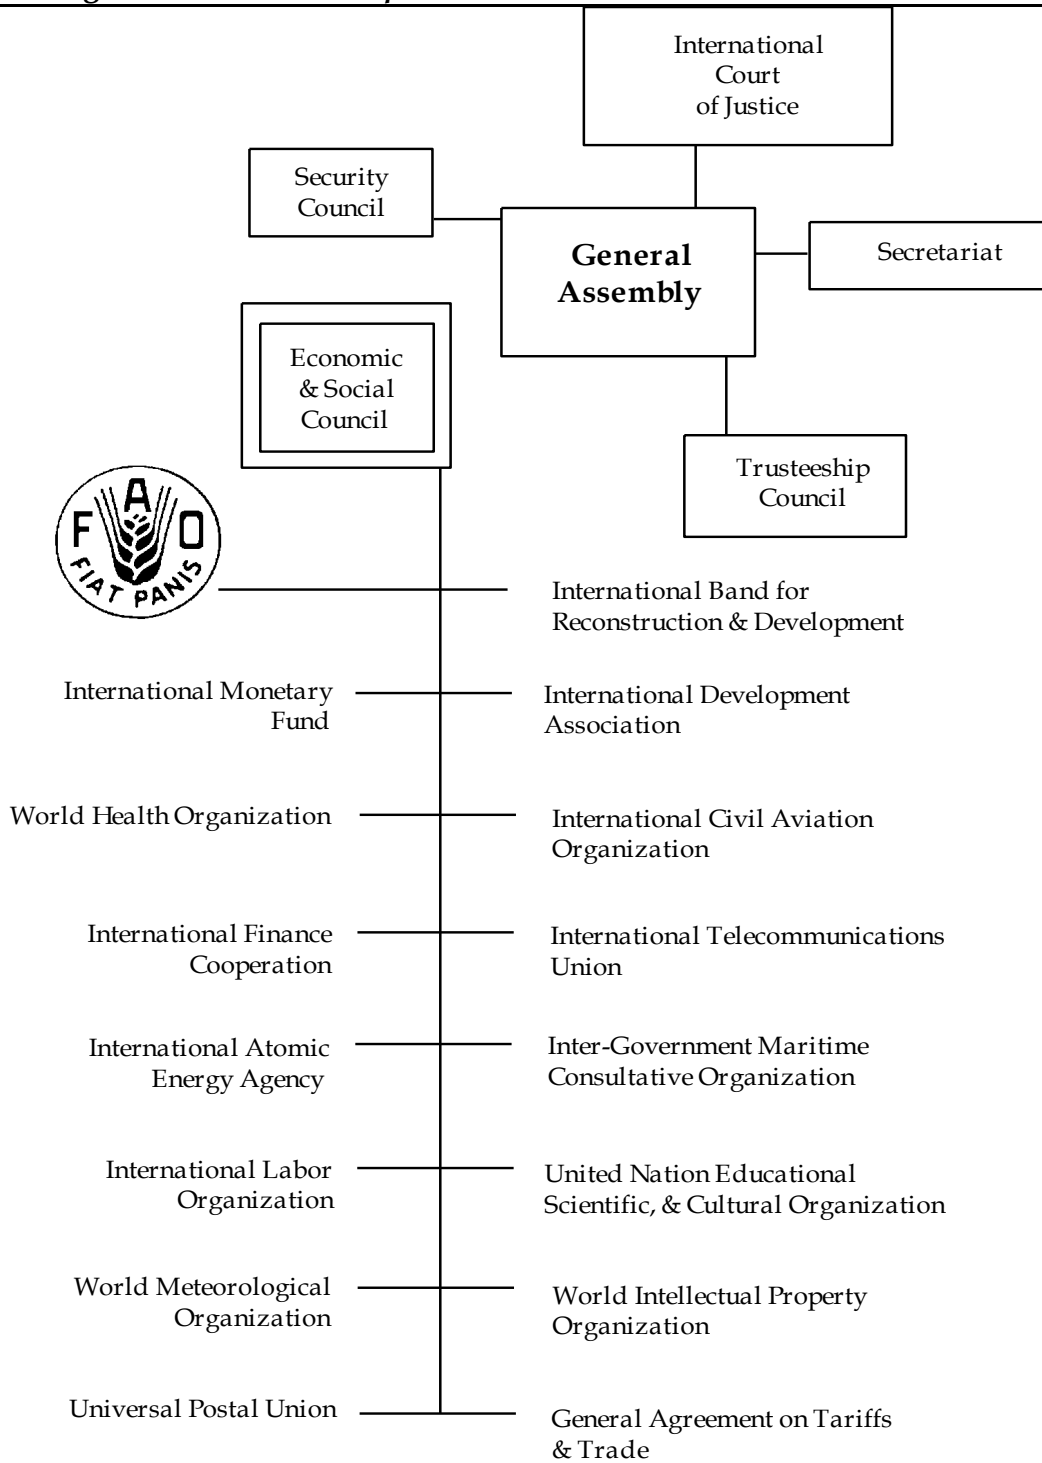 International
Court
of Justice
Security
Council
General
Assembly
Secretariat
Economic
& Social
Council
Trusteeship
Council
F A O
FIAT PANIS
International Band for
Reconstruction & Development
International Monetary
Fund
International Development
Association
World Health Organization
International Civil Aviation
Organization
International Finance
Cooperation
International Telecommunications
Union
International Atomic
Energy Agency
Inter-Government Maritime
Consultative Organization
International Labor
Organization
United Nation Educational
Scientific, & Cultural Organization
World Meteorological
Organization
World Intellectual Property
Organization
Universal Postal Union
General Agreement on Tariffs
& Trade